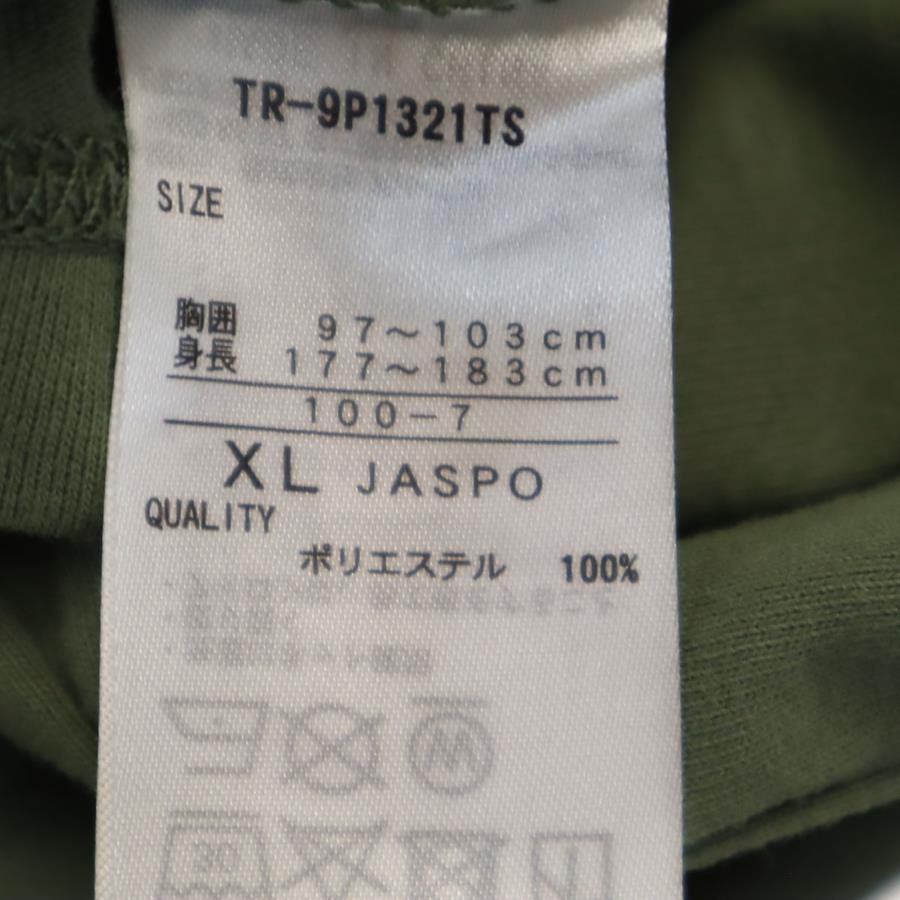 TR-9P1321TS
SIZE
胸囲 97～103cm
身長 177～183cm
100-7
XL JASPO
QUALITY
ポリエステル 100%